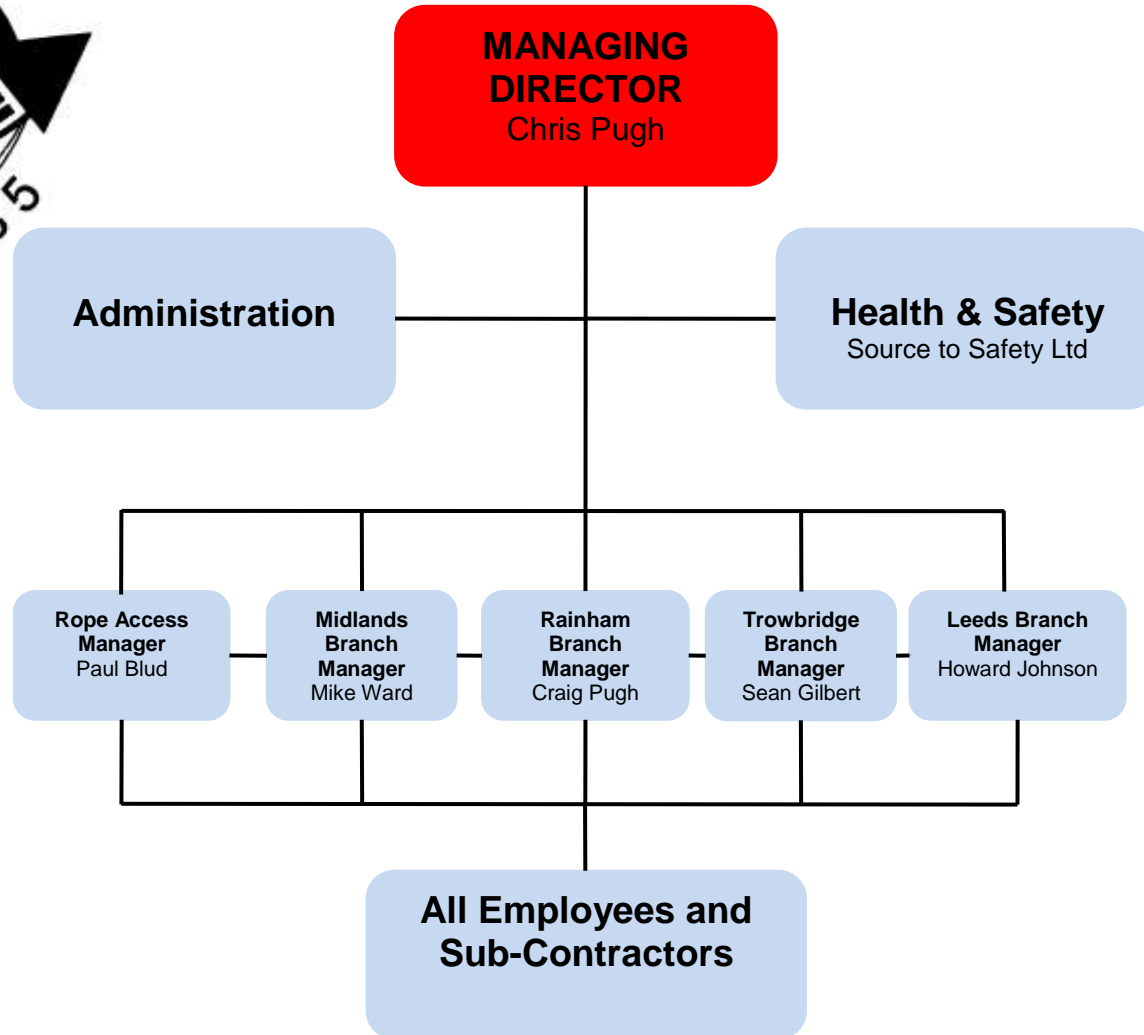 MANAGING
DIRECTOR
Chris Pugh
5
Administration
Health & Safety
Source to Safety Ltd
Rope Access
Manager
Paul Blud
Midlands
Branch
Manager
Mike Ward
Rainham
Branch
Manager
Craig Pugh
Trowbridge
Branch
Manager
Sean Gilbert
Leeds Branch
Manager
Howard Johnson
All Employees and
Sub-Contractors